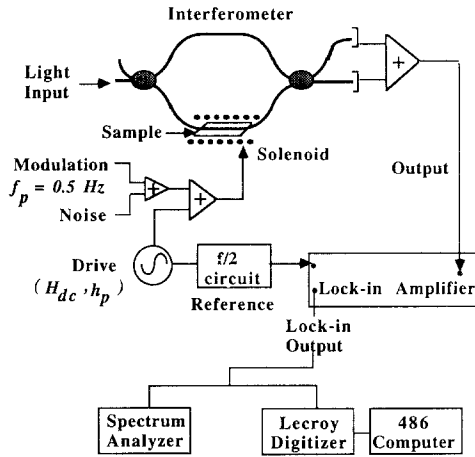 Interferometer
Light
Input
+
Sample
Solenoid
Modulation
f_p = 0.5 Hz
+
+
Noise
Output
Drive
(H_dc, h_p)
f/2
circuit
Reference
Lock-in Amplifier
Lock-in
Output
Spectrum
Analyzer
Lecroy
Digitizer
486
Computer